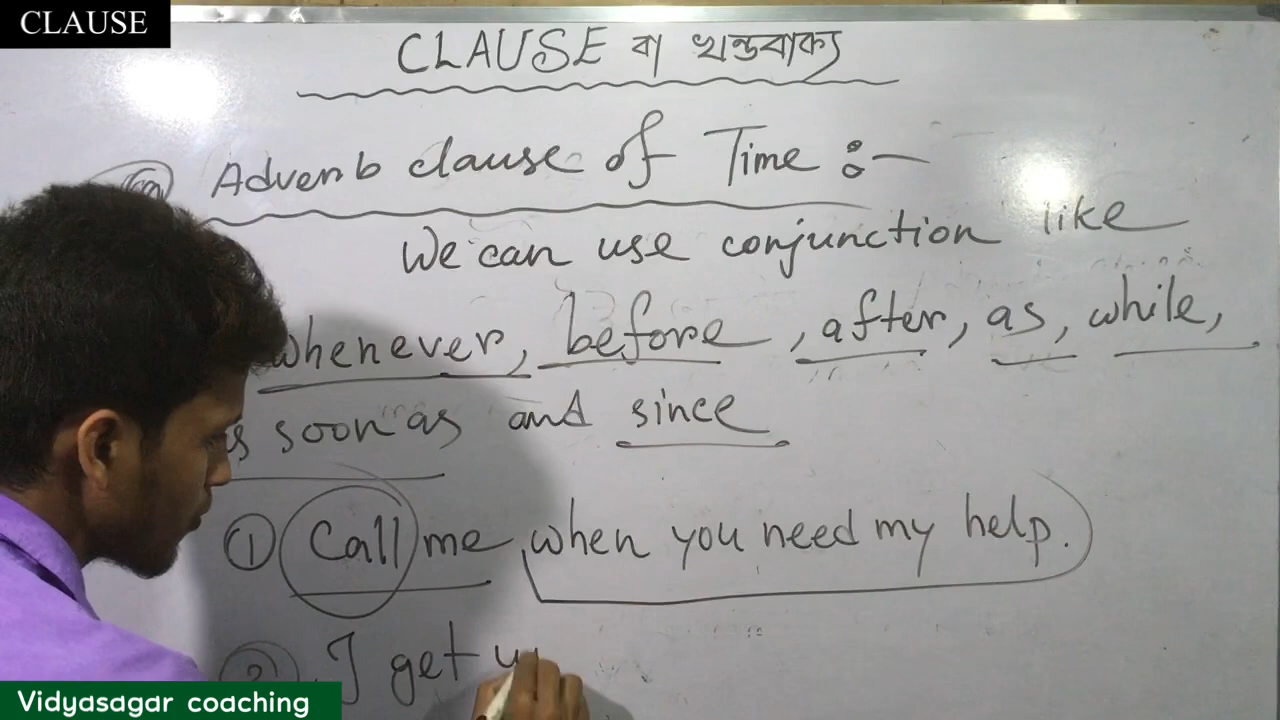 CLAUSE
CLAUSE বা খন্ডবাক্য
(a) Adverb clause of Time :-
We can use conjunction like
whenever, before, after, as, while,
soon as and since
① Call me when you need my help.
② I get
Vidyasagar coaching